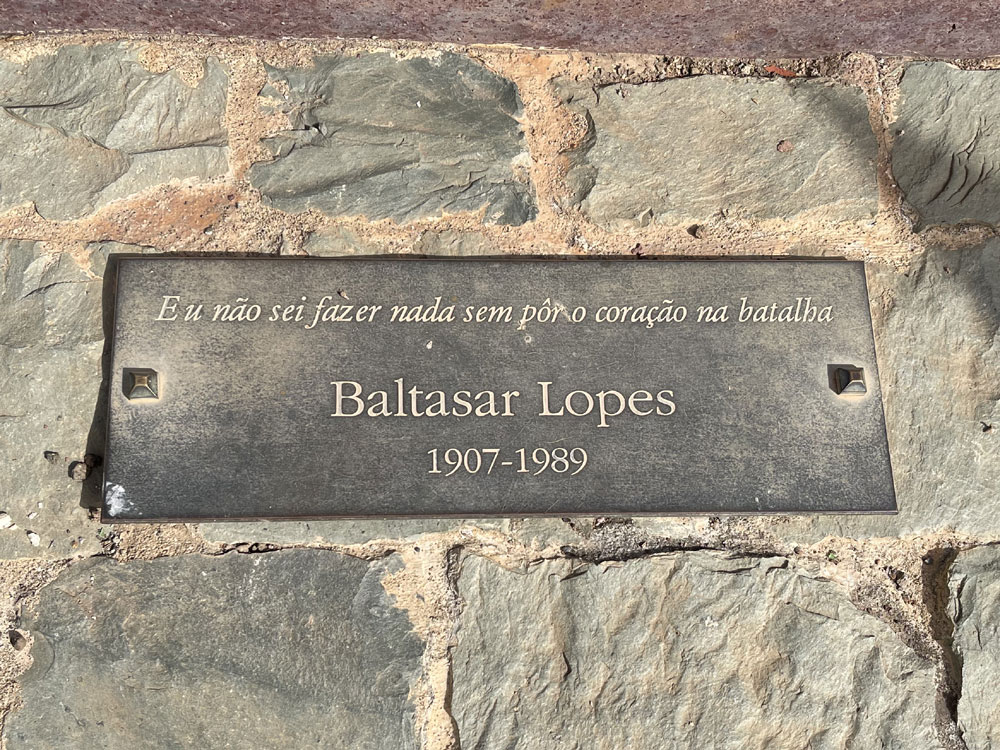 Eu não sei fazer nada sem pôr o coração na batalha
Baltasar Lopes
1907-1989